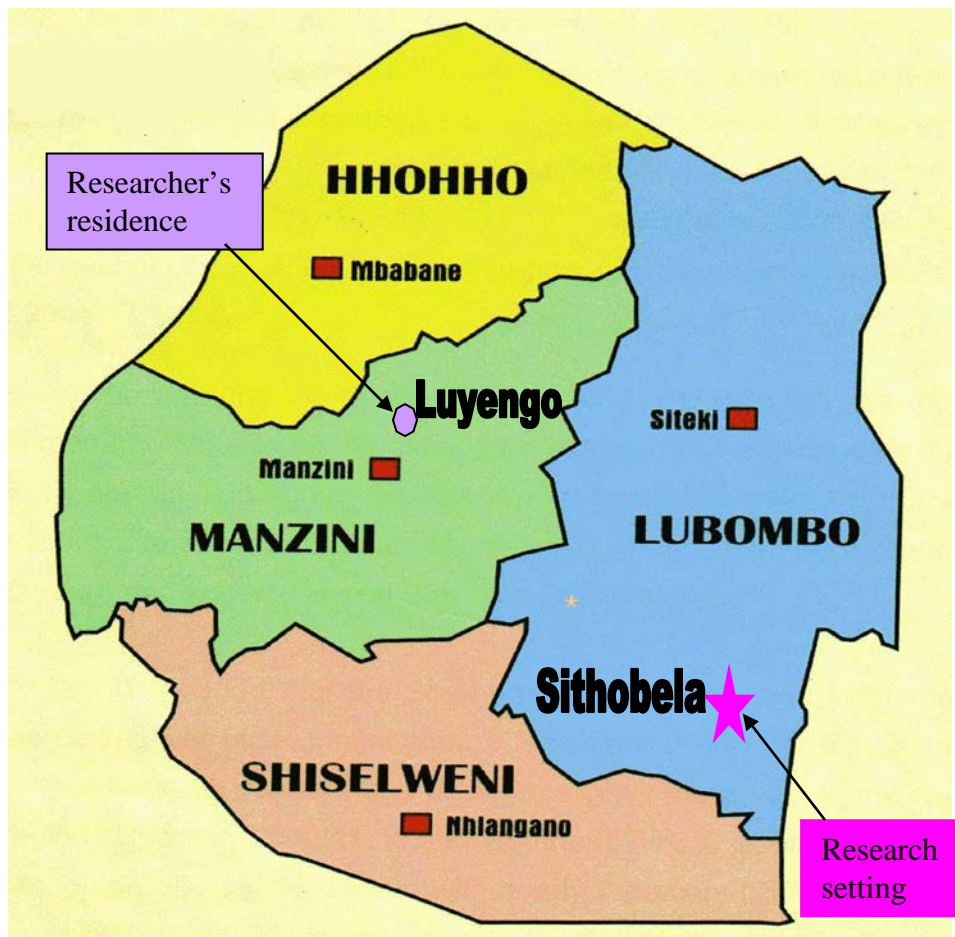 HHOHHO
Researcher’s
residence
Mbabane
Luyengo
Siteki
Manzini
MANZINI
LUBOMBO
*
Sithobela
SHISELWENI
Nhlangano
Research
setting